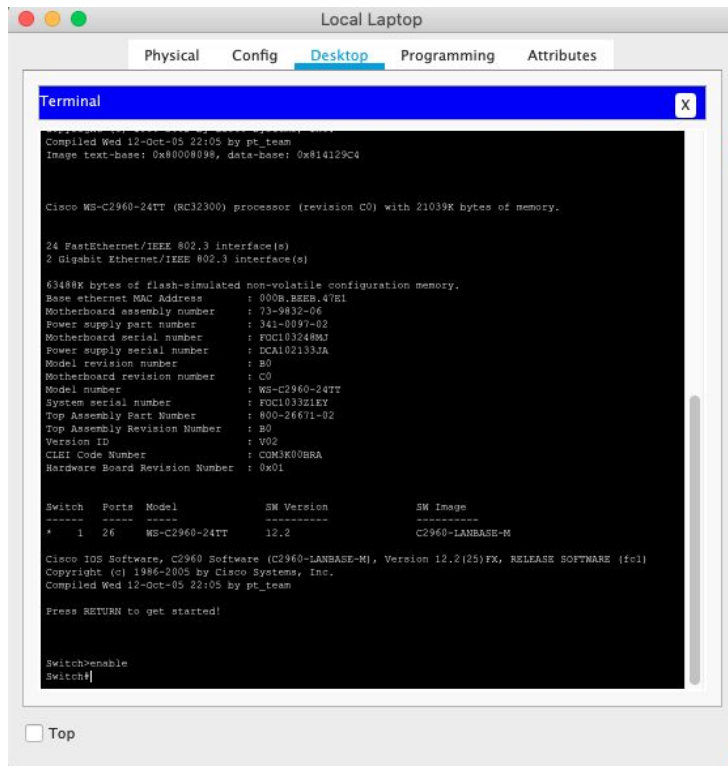 Local Laptop
Physical Config Desktop Programming Attributes
Terminal X
Compiled Wed 12-Oct-05 22:05 by pt_team
Image text-base: 0x80008098, data-base: 0x814129C4
Cisco WS-C2960-24TT (RC32300) processor (revision C0) with 21039K bytes of memory.
24 FastEthernet/IEEE 802.3 interface(s)
2 Gigabit Ethernet/IEEE 802.3 interface(s)
63488K bytes of flash-simulated non-volatile configuration memory.
Base ethernet MAC Address : 000B.BEEB.47E1
Motherboard assembly number : 73-9832-06
Power supply part number : 341-0097-02
Motherboard serial number : FOC103248MJ
Power supply serial number : DCA102133JA
Model revision number : B0
Motherboard revision number : C0
Model number : WS-C2960-24TT
System serial number : FOC1033Z1EY
Top Assembly Part Number : 800-26671-02
Top Assembly Revision Number : B0
Version ID : V02
CLEI Code Number : COM3K00BRA
Hardware Board Revision Number : 0x01
Switch Ports Model SW Version SW Image
------ ----- ----- ---------- ----------
* 1 26 WS-C2960-24TT 12.2 C2960-LANBASE-M
Cisco IOS Software, C2960 Software (C2960-LANBASE-M), Version 12.2(25)FX, RELEASE SOFTWARE (fc1)
Copyright (c) 1986-2005 by Cisco Systems, Inc.
Compiled Wed 12-Oct-05 22:05 by pt_team
Press RETURN to get started!
Switch>enable
Switch#
Top